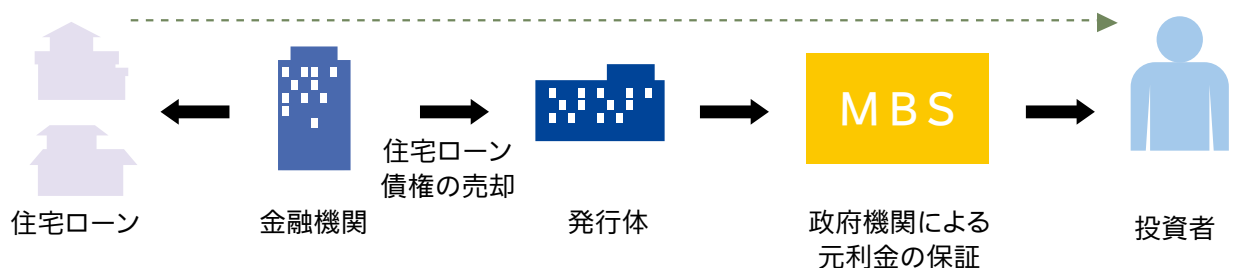 MBS
住宅ローン
債権の売却
住宅ローン
金融機関
発行体
政府機関による
元利金の保証
投資者